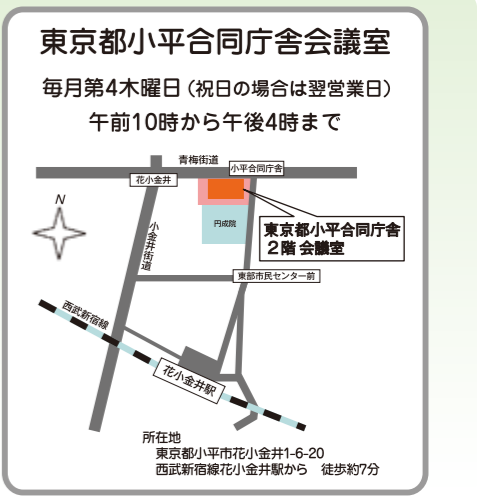 東京都小平合同庁舎会議室
毎月第4木曜日（祝日の場合は翌営業日）
午前10時から午後4時まで
青梅街道
小平合同庁舎
花小金井
N
円成院
東京都小平合同庁舎
２階 会議室
小金井街道
東部市民センター前
西武新宿線
花小金井駅
所在地
東京都小平市花小金井1-6-20
西武新宿線花小金井駅から　徒歩約7分